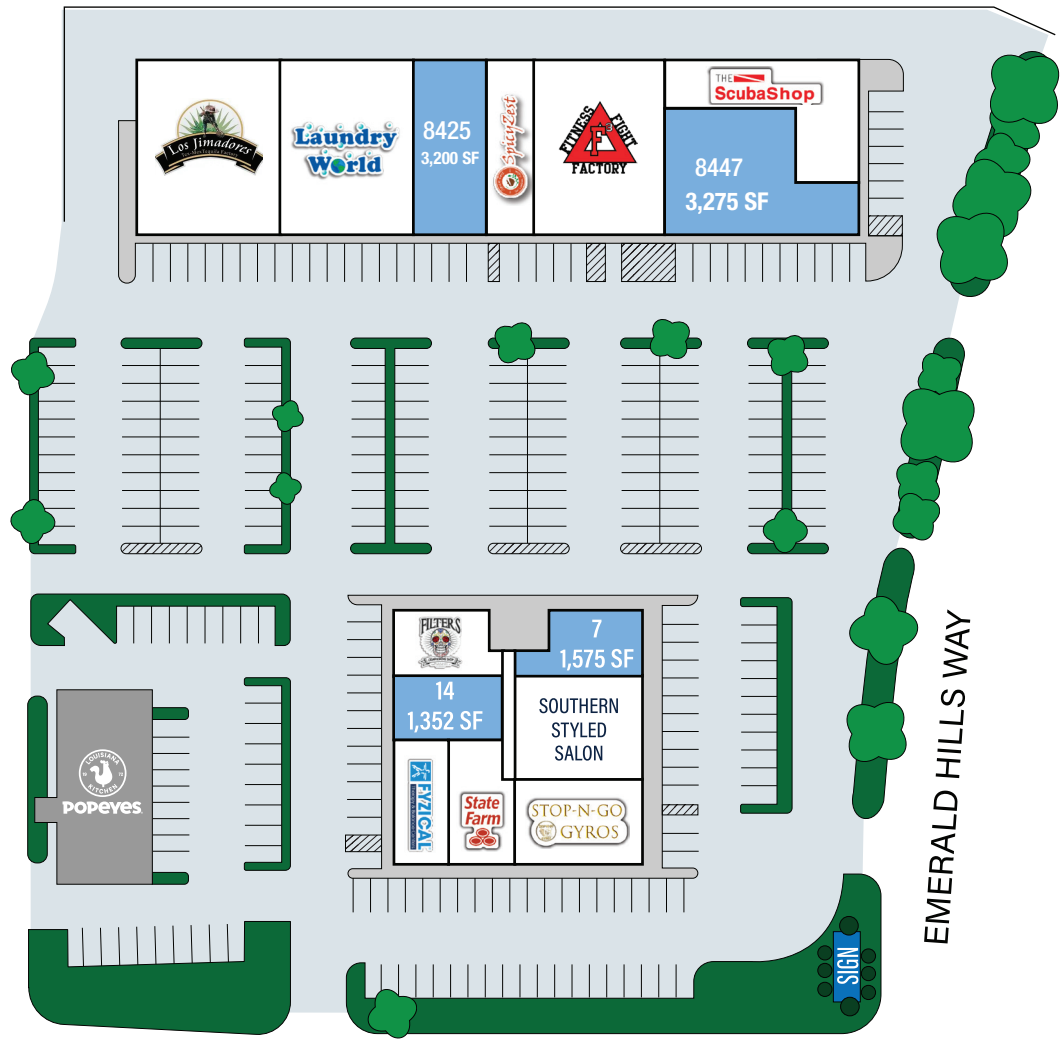 Los Jimadores
Laundry
World
8425
3,200 SF
SpicyZest
FITNESS
FIGHT
F3
FACTORY
THE
ScubaShop
8447
3,275 SF
FILTERS
7
1,575 SF
14
1,352 SF
SOUTHERN
STYLED
SALON
FYZICAL
State
Farm
STOP-N-GO
GYROS
LOUISIANA
KITCHEN
POPEYES
EMERALD HILLS WAY
SIGN